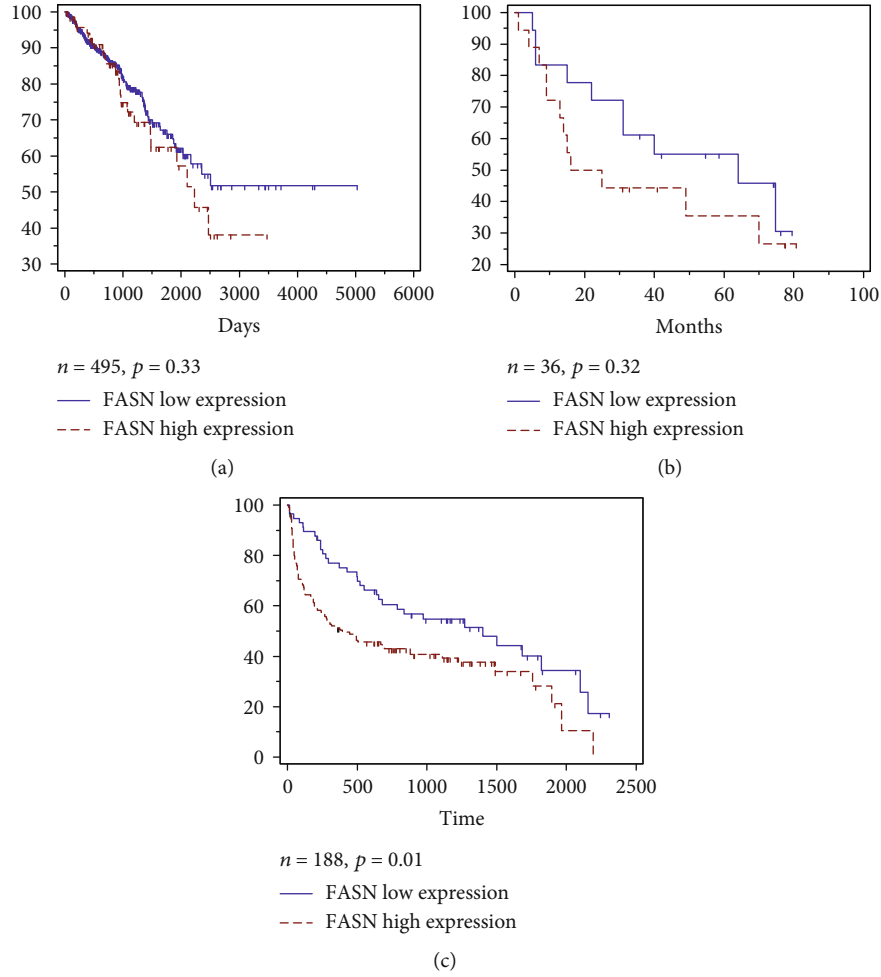 100
90
80
70
60
50
40
30
0 1000 2000 3000 4000 5000 6000
Days
n = 495, p = 0.33
FASN low expression
FASN high expression
(a)
100
90
80
70
60
50
40
30
20
0 20 40 60 80 100
Months
n = 36, p = 0.32
FASN low expression
FASN high expression
(b)
100
80
60
40
20
0
0 500 1000 1500 2000 2500
Time
n = 188, p = 0.01
FASN low expression
FASN high expression
(c)